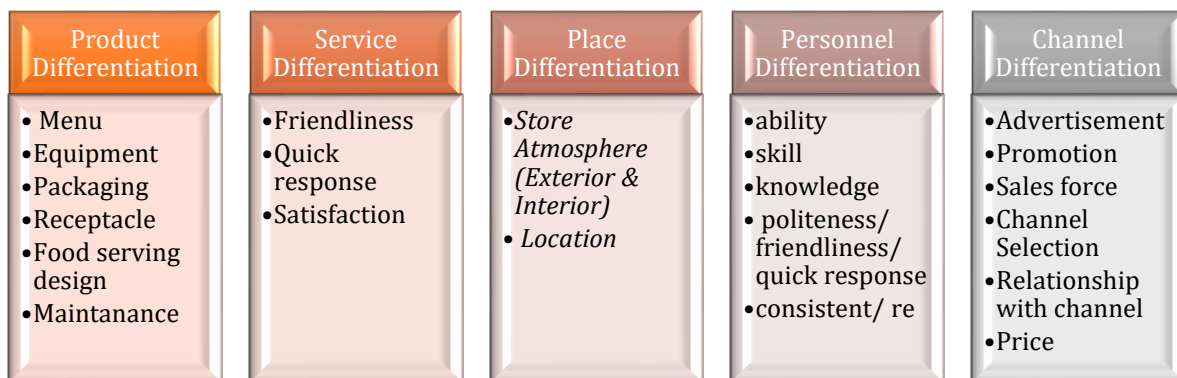 Product
Differentiation
• Menu
•Equipment
•Packaging
•Receptacle
•Food serving
design
•Maintanance
Service
Differentiation
•Friendliness
•Quick
response
•Satisfaction
Place
Differentiation
•Store
Atmosphere
(Exterior &
Interior)
• Location
Personnel
Differentiation
•ability
•skill
•knowledge
• politeness/
friendliness/
quick response
•consistent/ re
Channel
Differentiation
•Advertisement
•Promotion
•Sales force
•Channel
Selection
•Relationship
with channel
•Price